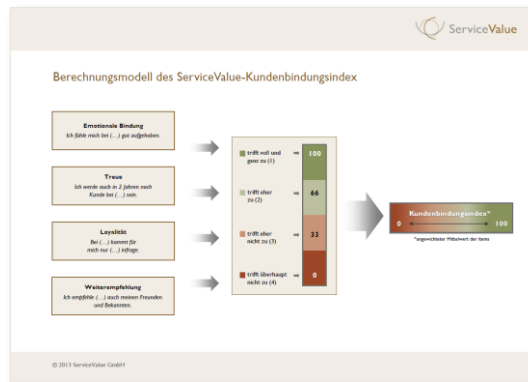 ServiceValue
Berechnungsmodell des ServiceValue-Kundenbindungsindex
Emotionale Bindung
Ich fühle mich bei (…) gut aufgehoben.
Treue
Ich werde auch in 2 Jahren noch
Kunde bei (…) sein.
Loyalität
Bei (…) kommt für
mich nur (…) infrage.
Weiterempfehlung
Ich empfehle (…) auch meinen Freunden
und Bekannten.
trifft voll und
ganz zu (1)
100
trifft eher
zu (2)
66
trifft eher
nicht zu (3)
33
trifft überhaupt
nicht zu (4)
0
Kundenbindungsindex*
0
100
*ungewichteter Mittelwert der Items
© 2013 ServiceValue GmbH